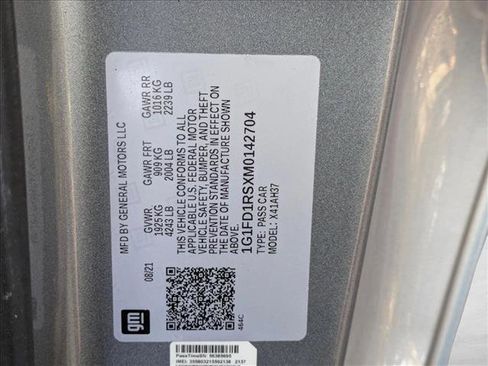 MFD BY GENERAL MOTORS LLC
08/21 GVWR GAWR FRT GAWR RR
1925 KG 909 KG 1016 KG
4243 LB 2004 LB 2239 LB
THIS VEHICLE CONFORMS TO ALL
APPLICABLE U.S. FEDERAL MOTOR
VEHICLE SAFETY, BUMPER, AND THEFT
PREVENTION STANDARDS IN EFFECT ON
THE DATE OF MANUFACTURE SHOWN
ABOVE.
1G1FD1RSXM0142704
TYPE: PASS CAR
MODEL: X41AH37
gm
464C
PassTimeSN: